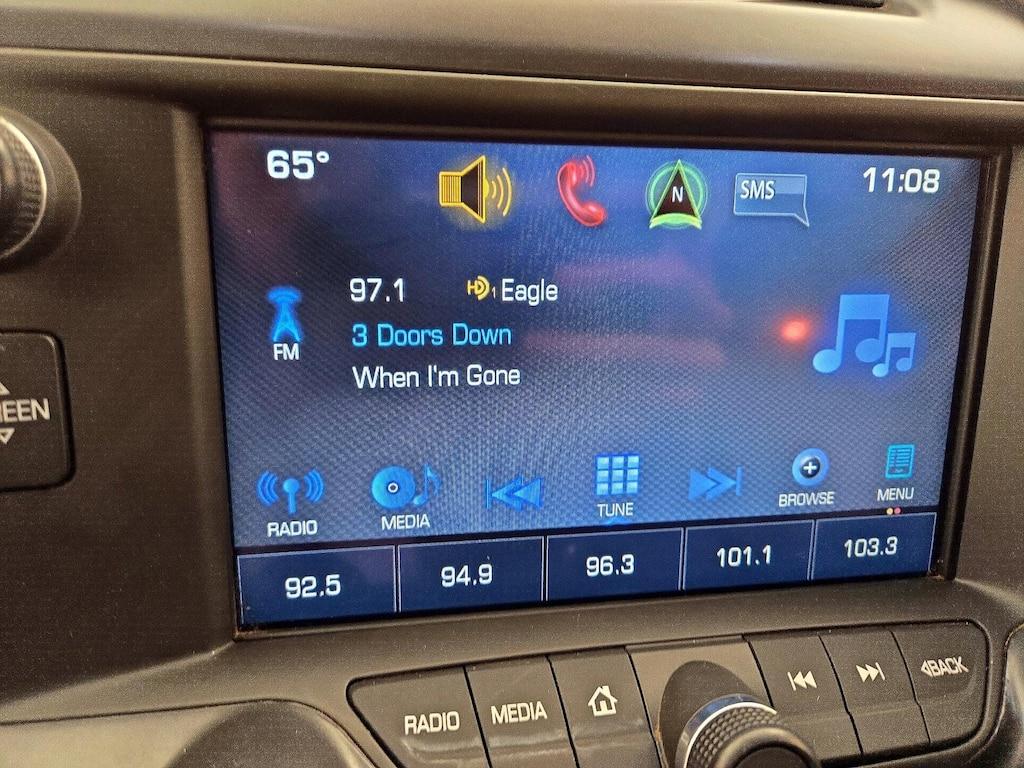 65°
N
SMS
11:08
97.1 HD1 Eagle
FM
3 Doors Down
When I'm Gone
RADIO
MEDIA
TUNE
BROWSE
MENU
92.5
94.9
96.3
101.1
103.3
RADIO
MEDIA
BACK